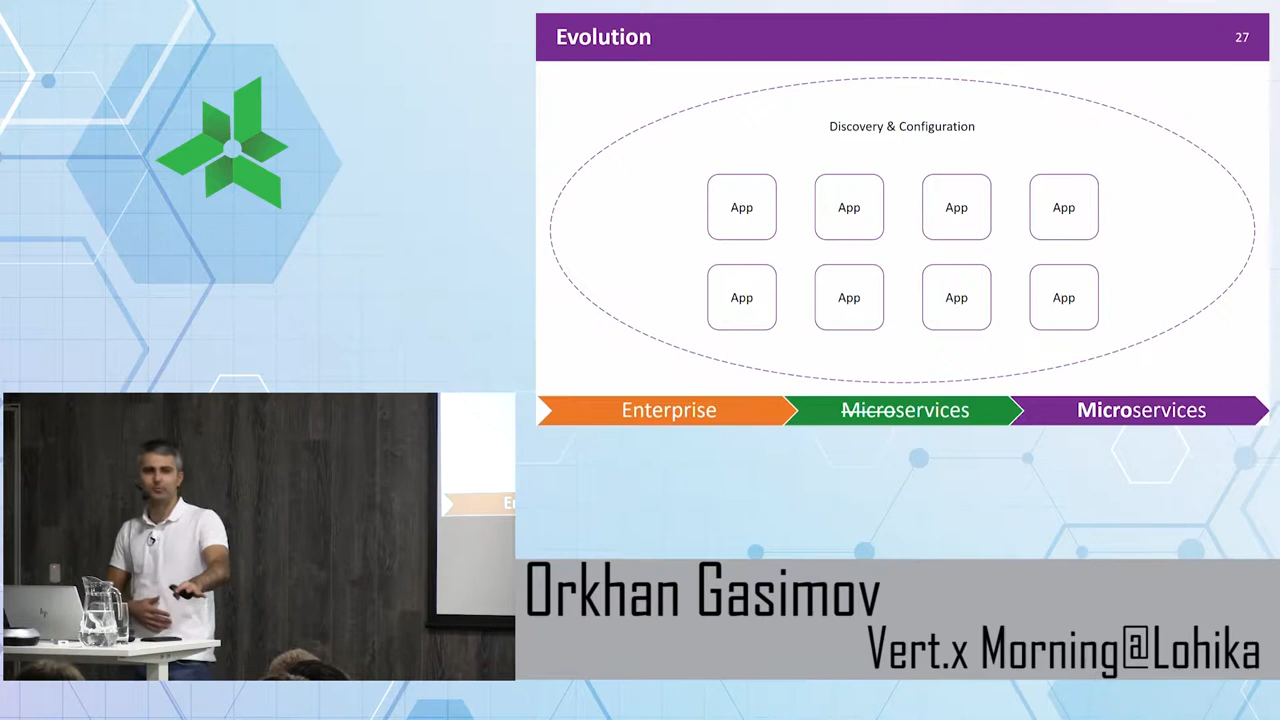 Evolution
27
Discovery & Configuration
App App App App
App App App App
Enterprise Microservices Microservices
Orkhan Gasimov
Vert.x Morning@Lohika